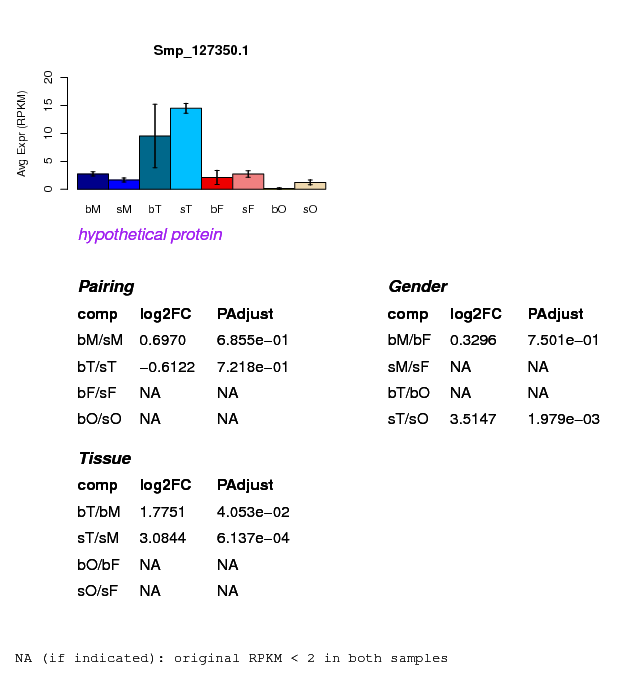 Smp_127350.1
Avg Expr (RPKM)
20
15
10
5
0
bM sM bT sT bF sF bO sO
hypothetical protein
Pairing
comp log2FC PAdjust
bM/sM 0.6970 6.855e−01
bT/sT −0.6122 7.218e−01
bF/sF NA NA
bO/sO NA NA
Gender
comp log2FC PAdjust
bM/bF 0.3296 7.501e−01
sM/sF NA NA
bT/bO NA NA
sT/sO 3.5147 1.979e−03
Tissue
comp log2FC PAdjust
bT/bM 1.7751 4.053e−02
sT/sM 3.0844 6.137e−04
bO/bF NA NA
sO/sF NA NA
NA (if indicated): original RPKM < 2 in both samples